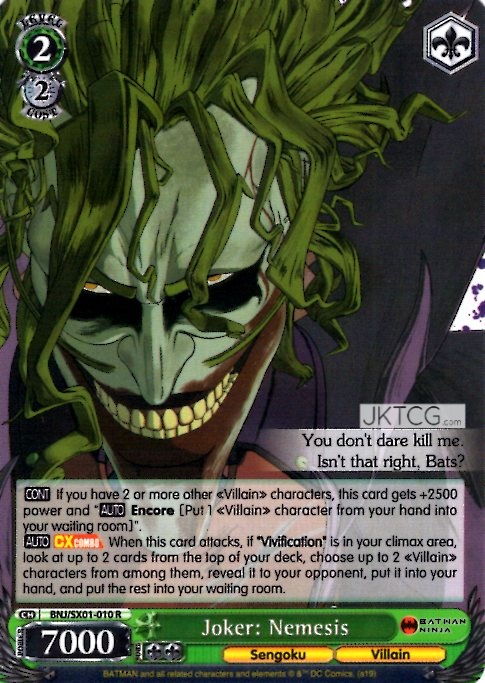 LEVEL
2
2
COST
JKTCG.com
You don't dare kill me.
Isn't that right, Bats?
CONT If you have 2 or more other «Villain» characters, this card gets +2500
power and "AUTO Encore [Put 1 «Villain» character from your hand into
your waiting room]".
AUTO CXCOMBO When this card attacks, if "Vivification" is in your climax area,
look at up to 2 cards from the top of your deck, choose up to 2 «Villain»
characters from among them, reveal it to your opponent, put it into your
hand, and put the rest into your waiting room.
CH BNJ/SX01-010 R
POWER 7000 SOUL Joker: Nemesis BATMAN NINJA
Sengoku Villain
BATMAN and all related characters and elements © & ™ DC Comics. (s19)